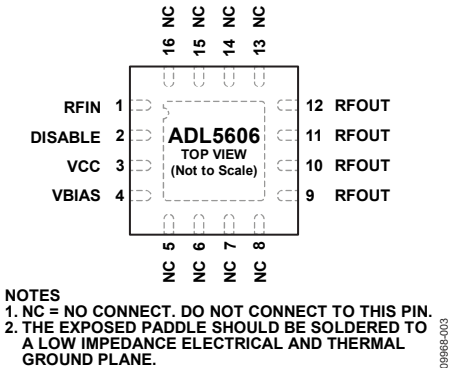 16 NC
15 NC
14 NC
13 NC
RFIN 1
DISABLE 2
VCC 3
VBIAS 4
ADL5606
TOP VIEW
(Not to Scale)
12 RFOUT
11 RFOUT
10 RFOUT
9 RFOUT
NC 5
NC 6
NC 7
NC 8
NOTES
1. NC = NO CONNECT. DO NOT CONNECT TO THIS PIN.
2. THE EXPOSED PADDLE SHOULD BE SOLDERED TO
A LOW IMPEDANCE ELECTRICAL AND THERMAL
GROUND PLANE.
09968-003